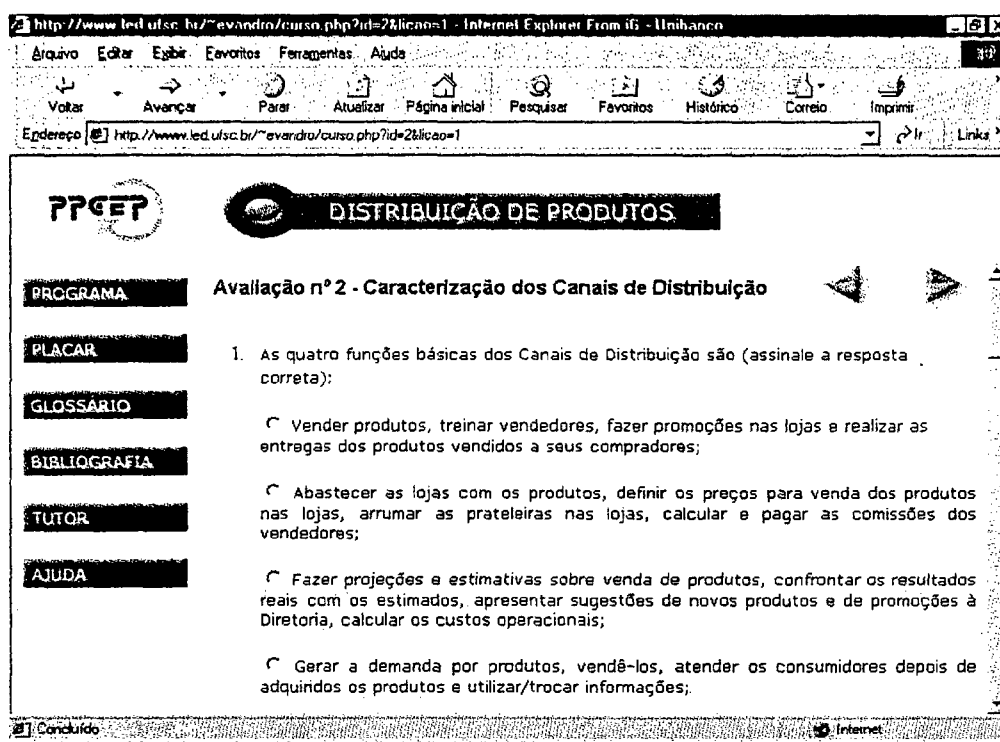 http://www.led.ufsc.br/~evandro/curso.php?id=2&licao=1 - Internet Explorer From iG - Unibanco
Arquivo Editar Exibir Favoritos Ferramentas Ajuda
Voltar Avançar Parar Atualizar Página inicial Pesquisar Favoritos Histórico Correio Imprimir
Endereço http://www.led.ufsc.br/~evandro/curso.php?id=2&licao=1 Ir Links
PPGEP
DISTRIBUIÇÃO DE PRODUTOS
PROGRAMA
PLACAR
GLOSSÁRIO
BIBLIOGRAFIA
TUTOR
AJUDA
Avaliação nº 2 - Caracterização dos Canais de Distribuição
1. As quatro funções básicas dos Canais de Distribuição são (assinale a resposta
correta):
Vender produtos, treinar vendedores, fazer promoções nas lojas e realizar as
entregas dos produtos vendidos a seus compradores;
Abastecer as lojas com os produtos, definir os preços para venda dos produtos
nas lojas, arrumar as prateleiras nas lojas, calcular e pagar as comissões dos
vendedores;
Fazer projeções e estimativas sobre venda de produtos, confrontar os resultados
reais com os estimados, apresentar sugestões de novos produtos e de promoções à
Diretoria, calcular os custos operacionais;
Gerar a demanda por produtos, vendê-los, atender os consumidores depois de
adquiridos os produtos e utilizar/trocar informações;
Concluído Internet